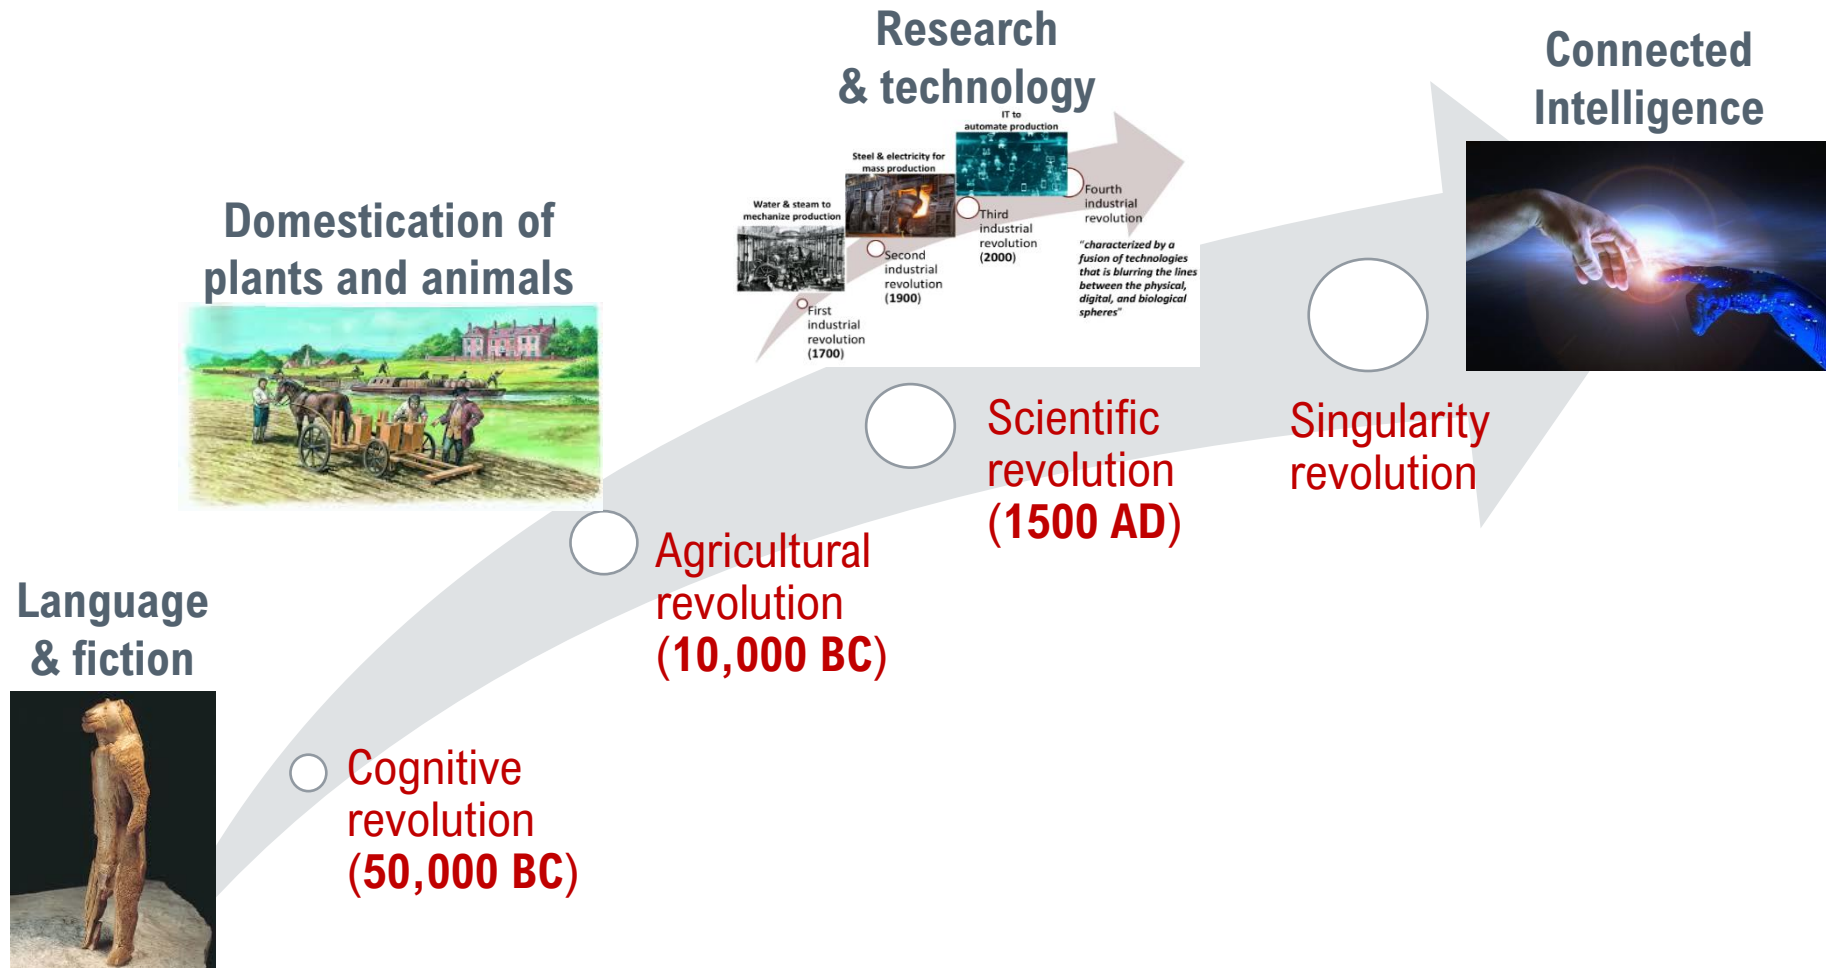 Research
& technology
IT to
automate production
Steel & electricity for
mass production
Water & steam to
mechanize production
First
industrial
revolution
(1700)
Second
industrial
revolution
(1900)
Third
industrial
revolution
(2000)
Fourth
industrial
revolution
"characterized by a
fusion of technologies
that is blurring the lines
between the physical,
digital, and biological
spheres"
Connected
Intelligence
Domestication of
plants and animals
Language
& fiction
Cognitive
revolution
(50,000 BC)
Agricultural
revolution
(10,000 BC)
Scientific
revolution
(1500 AD)
Singularity
revolution